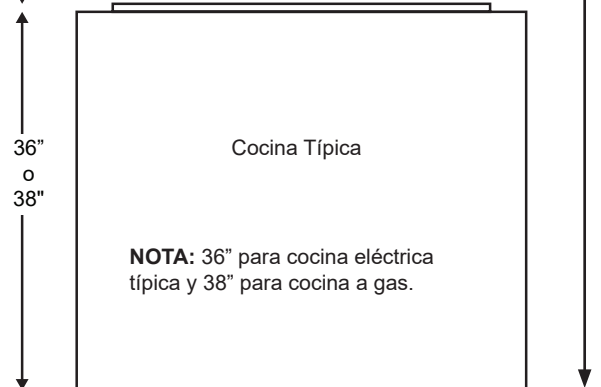 36”
o
38"
Cocina Típica
NOTA: 36” para cocina eléctrica
típica y 38” para cocina a gas.